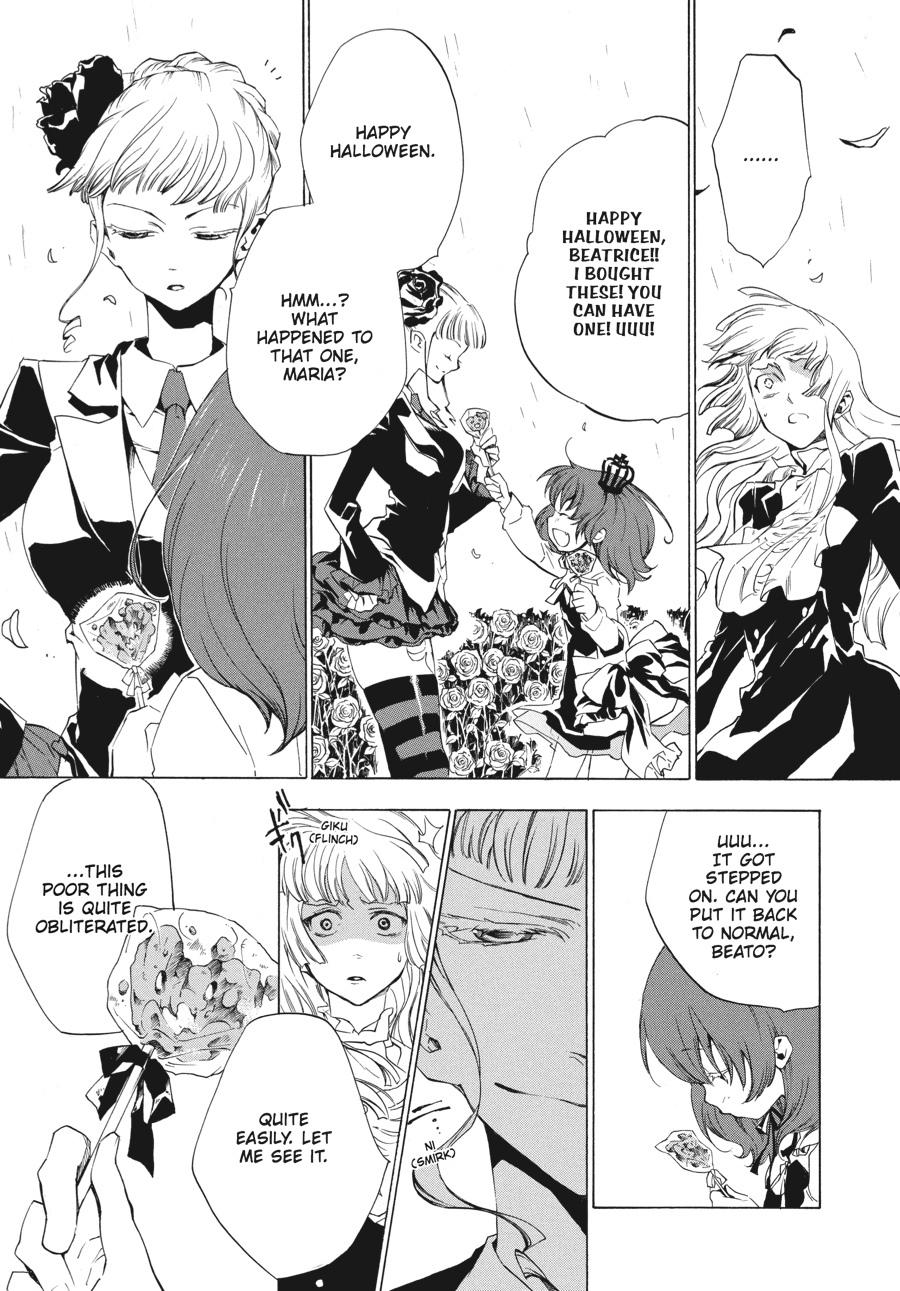 ......
HAPPY
HALLOWEEN,
BEATRICE!!
I BOUGHT
THESE! YOU
CAN HAVE
ONE! UUU!
HAPPY
HALLOWEEN.
HMM...?
WHAT
HAPPENED TO
THAT ONE,
MARIA?
UUU...
IT GOT
STEPPED
ON. CAN YOU
PUT IT BACK
TO NORMAL,
BEATO?
NI
(SMIRK)
ギク
GIKU
(FLINCH)
...THIS
POOR THING
IS QUITE
OBLITERATED.
QUITE
EASILY. LET
ME SEE IT.